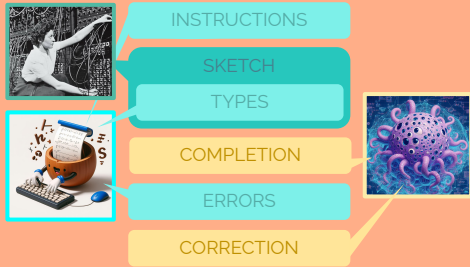 INSTRUCTIONS
SKETCH
TYPES
COMPLETION
ERRORS
CORRECTION